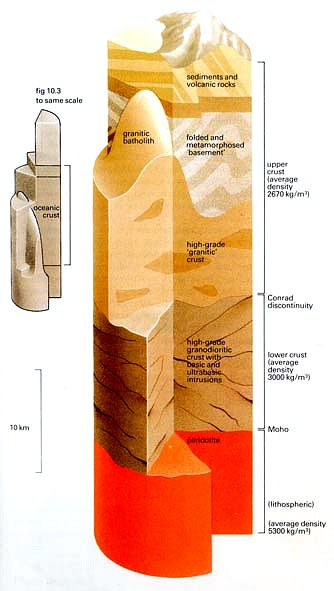 sediments and
volcanic rocks
fig 10.3
to same scale
granitic
batholith
folded and
metamorphosed
'basement'
upper
crust
(average
density
2670 kg/m³)
oceanic
crust
high-grade
'granitic'
crust
Conrad
discontinuity
high-grade
granodioritic
crust with
basic and
ultrabasic
intrusions
lower crust
(average
density
3000 kg/m³)
10 km
Moho
peridotite
(lithospheric)
(average density
5300 kg/m³)